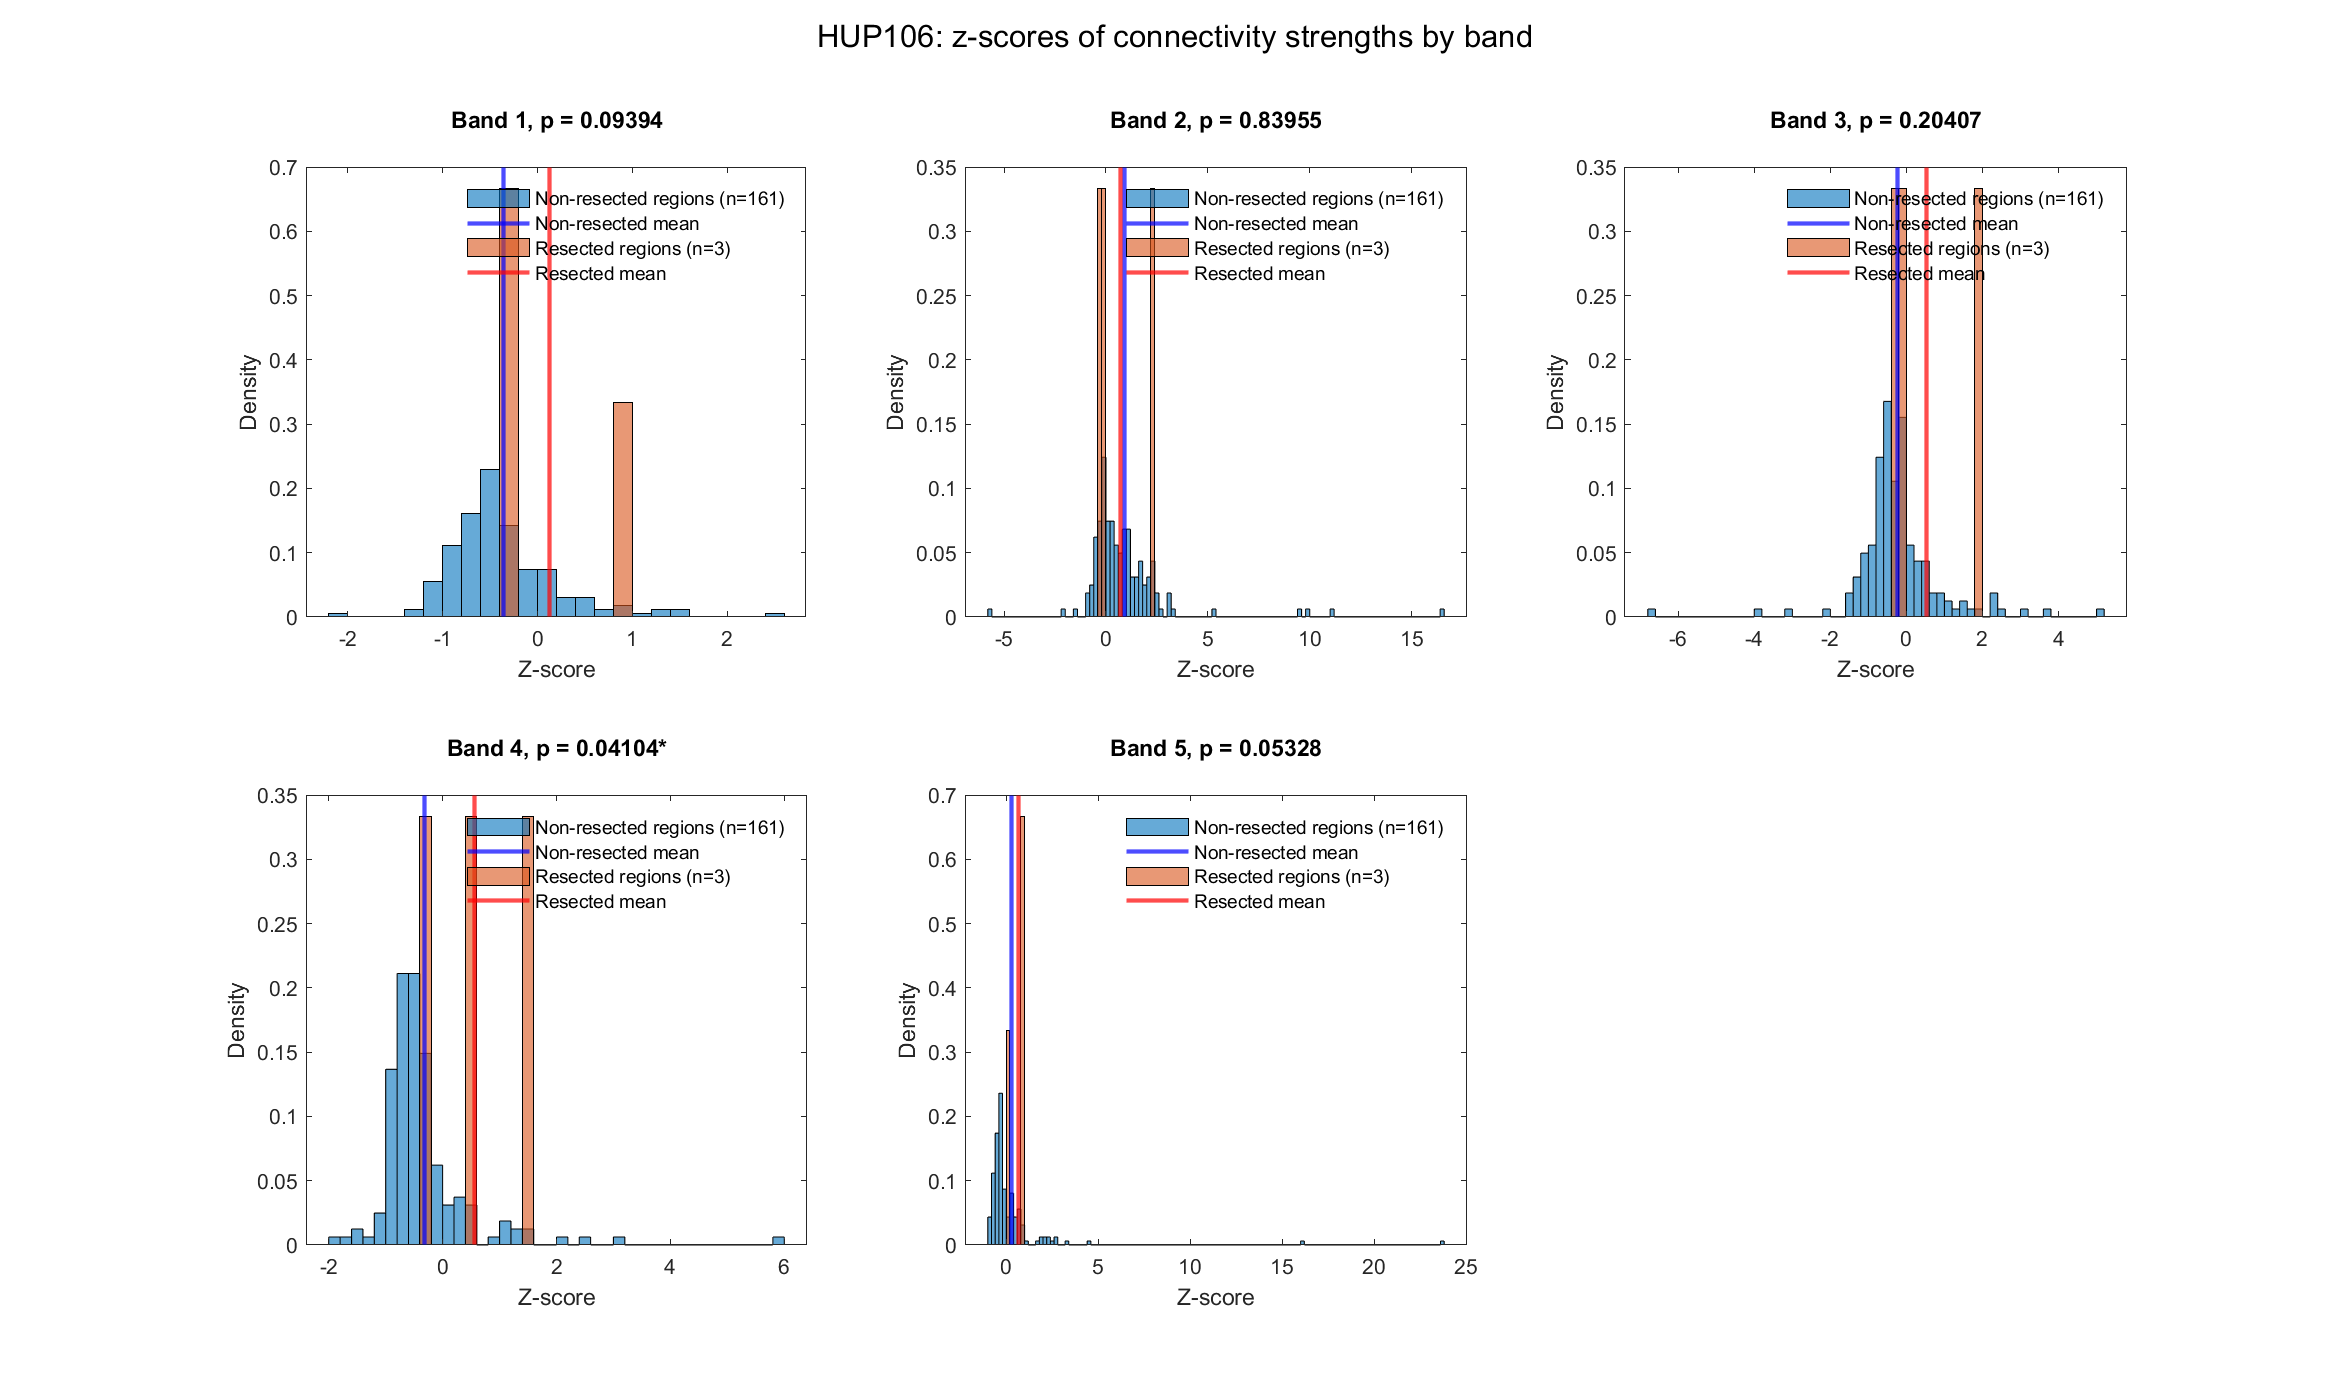 HUP106: z-scores of connectivity strengths by band
Band 1, p = 0.09394
0.7
0.6
0.5
0.4
0.3
0.2
0.1
0
Density
-2
-1
0
1
2
Z-score
Non-resected regions (n=161)
Non-resected mean
Resected regions (n=3)
Resected mean
Band 2, p = 0.83955
0.35
0.3
0.25
0.2
0.15
0.1
0.05
0
Density
-5
0
5
10
15
Z-score
Non-resected regions (n=161)
Non-resected mean
Resected regions (n=3)
Resected mean
Band 3, p = 0.20407
0.35
0.3
0.25
0.2
0.15
0.1
0.05
0
Density
-6
-4
-2
0
2
4
Z-score
Non-resected regions (n=161)
Non-resected mean
Resected regions (n=3)
Resected mean
Band 4, p = 0.04104*
0.35
0.3
0.25
0.2
0.15
0.1
0.05
0
Density
-2
0
2
4
6
Z-score
Non-resected regions (n=161)
Non-resected mean
Resected regions (n=3)
Resected mean
Band 5, p = 0.05328
0.7
0.6
0.5
0.4
0.3
0.2
0.1
0
Density
0
5
10
15
20
25
Z-score
Non-resected regions (n=161)
Non-resected mean
Resected regions (n=3)
Resected mean